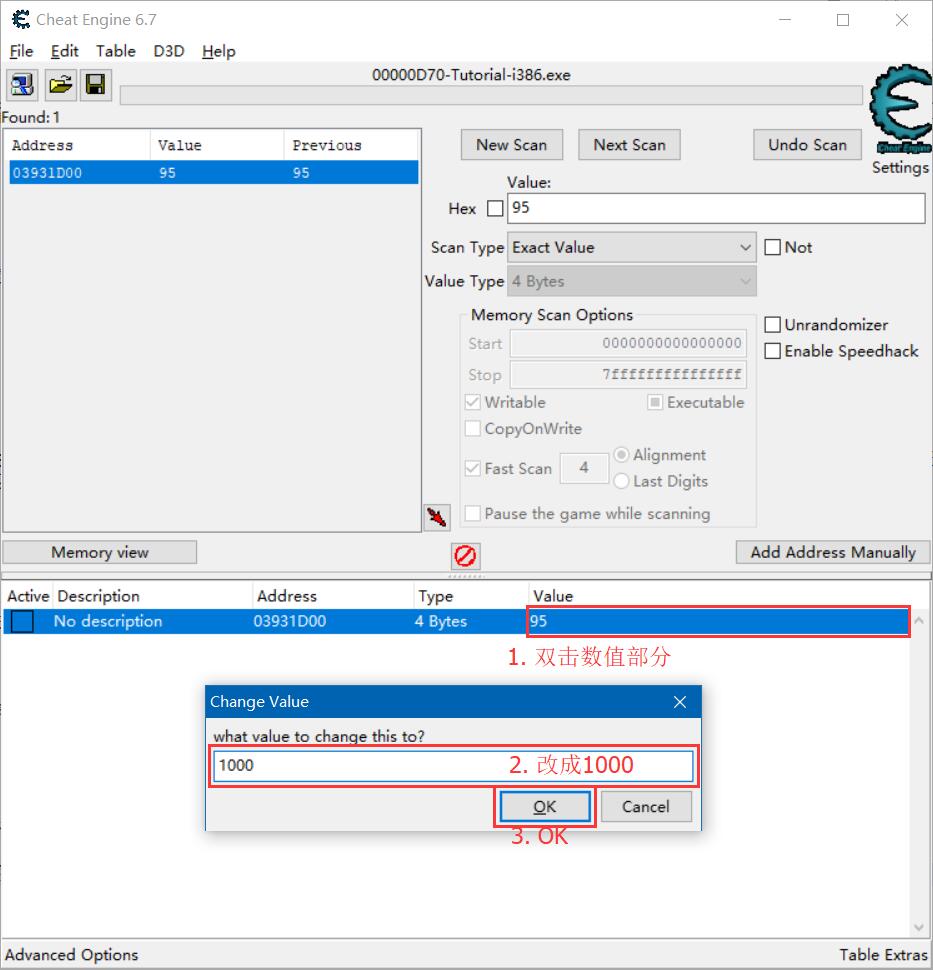 Cheat Engine 6.7
File Edit Table D3D Help
00000D70-Tutorial-i386.exe
Found: 1
Address Value Previous
03931D00 95 95
New Scan Next Scan Undo Scan
Cheat Engine
Settings
Value:
Hex 95
Scan Type Exact Value Not
Value Type 4 Bytes
Memory Scan Options
Start 0000000000000000
Stop 7fffffffffffffff
Writable Executable
CopyOnWrite
Fast Scan 4 Alignment
Last Digits
Pause the game while scanning
Unrandomizer
Enable Speedhack
Memory view Add Address Manually
Active Description Address Type Value
No description 03931D00 4 Bytes 95
1. 双击数值部分
Change Value
what value to change this to?
1000 2. 改成1000
OK Cancel
3. OK
Advanced Options Table Extras